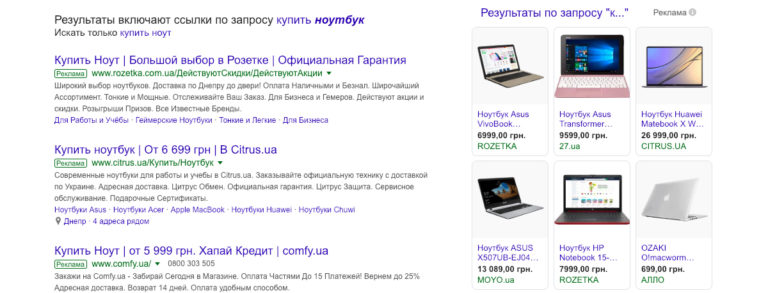 Результаты включают ссылки по запросу купить ноутбук
Искать только купить ноут
Купить Ноут | Большой выбор в Розетке | Официальная Гарантия
Реклама www.rozetka.com.ua/ДействуютСкидки/ДействуютАкции
Широкий выбор ноутбуков. Доставка по Днепру до двери! Оплата Наличными и Безнал. Широчайший
Ассортимент. Тонкие и Мощные. Отслеживайте Ваш Заказ. Для Бизнеса и Гемеров. Действуют акции и
скидки. Розыгрыши Призов. Все Известные Бренды.
Для Работы и Учёбы · Геймерские Ноутбуки · Тонкие и Легкие · Для Бизнеса
Купить ноутбук | От 6 699 грн | В Citrus.ua
Реклама www.citrus.ua/Купить/Ноутбук
Современные ноутбуки для работы и учебы в Citrus.ua. Заказывайте официальную технику с доставкой
по Украине. Адресная доставка. Цитрус Обмен. Официальная гарантия. Цитрус Защита. Сервисное
обслуживание. Подарочные Сертификаты.
Ноутбуки Asus · Ноутбуки Acer · Apple MacBook · Ноутбуки Huawei · Ноутбуки Chuwi
Днепр · 4 адреса рядом
Купить Ноут | от 5 999 грн. Хапай Кредит | comfy.ua
Реклама www.comfy.ua/ 0800 303 505
Закажи на Comfy.ua - Забирай Сегодня в Магазине. Оплата Частями До 15 Платежей! Вернем до 25%
Адресная доставка. Возврат 14 дней. Оплата удобным способом.
Результаты по запросу "к..." Реклама
Ноутбук Asus
VivoBook...
6999,00 грн.
ROZETKA
Ноутбук Asus
Transformer...
9599,00 грн.
27.ua
Ноутбук Huawei
Matebook X W...
26 999,00 грн.
CITRUS.UA
Ноутбук ASUS
X507UB-EJ04...
13 089,00 грн.
MOYO.ua
Ноутбук HP
Notebook 15-...
7999,00 грн.
ROZETKA
OZAKI
O!macworm...
699,00 грн.
АЛЛО